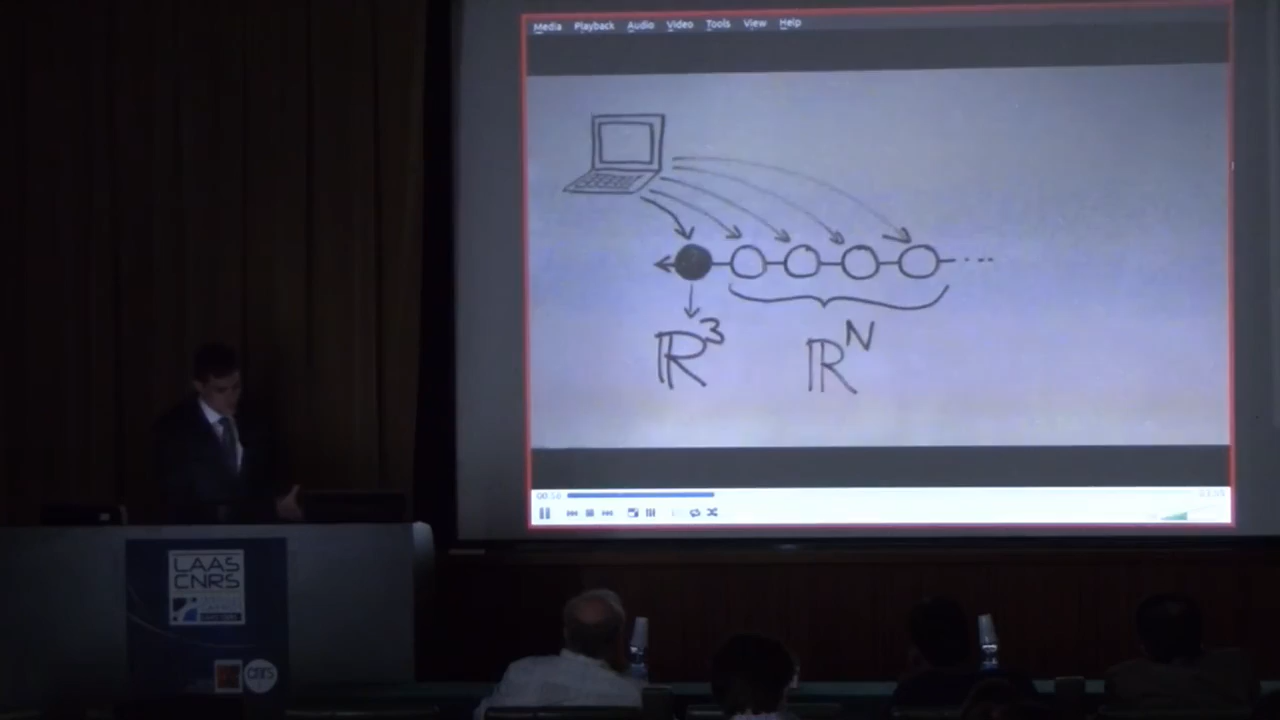 Media Playback Audio Video Tools View Help
...
ℝ³ ℝᴺ
LAAS
CNRS